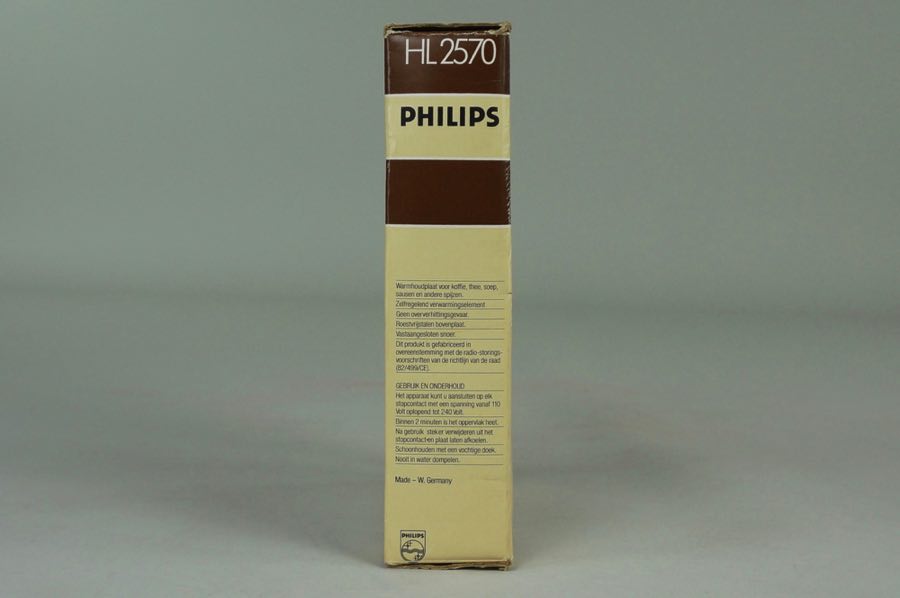 HL2570
PHILIPS
Warmhoudplaat voor koffie, thee, soep,
sausen en andere spijzen.
Zelfregelend verwarmingselement.
Geen oververhittingsgevaar.
Roestvrijstalen bovenplaat.
Vastaangesloten snoer.
Dit produkt is gefabriceerd in
overeenstemming met de radio-storings-
voorschriften van de richtlijn van de raad
(82/499/CE).
GEBRUIK EN ONDERHOUD
Het apparaat kunt u aansluiten op elk
stopcontact met een spanning vanaf 110
Volt oplopend tot 240 Volt.
Binnen 2 minuten is het oppervlak heet.
Na gebruik steker verwijderen uit het
stopcontact en plaat laten afkoelen.
Schoonhouden met een vochtige doek.
Nooit in water dompelen.
Made – W. Germany
PHILIPS